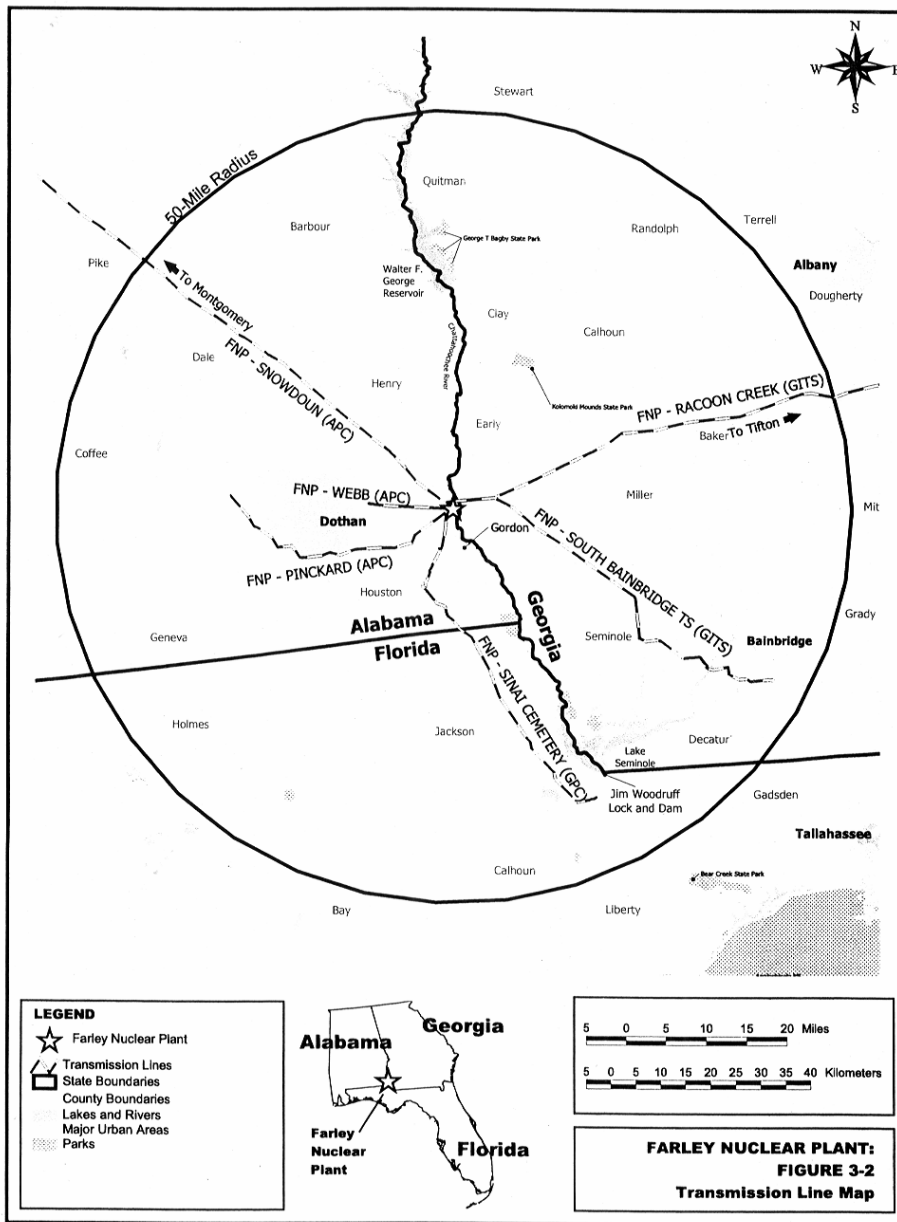 N
W
E
S
Stewart
50-Mile Radius
Quitman
Barbour
Randolph
Terrell
George T Bagby State Park
Pike
To Montgomery
Walter F.
George
Reservoir
Albany
Dougherty
Clay
Chattahoochee River
Calhoun
Dale
FNP - SNOWDOUN (APC)
Henry
Kolomoki Mounds State Park
FNP - RACOON CREEK (GITS)
Early
Baker
To Tifton
Coffee
FNP - WEBB (APC)
Miller
Mit
Dothan
Gordon
FNP - SOUTH BAINBRIDGE TS (GITS)
FNP - PINCKARD (APC)
Houston
Georgia
Grady
Alabama
Florida
Geneva
Seminole
Bainbridge
FNP - SINAI CEMETERY (GPC)
Holmes
Jackson
Decatur
Lake
Seminole
Jim Woodruff
Lock and Dam
Gadsden
Tallahassee
Calhoun
Bear Creek State Park
Bay
Liberty
LEGEND
Farley Nuclear Plant
Transmission Lines
State Boundaries
County Boundaries
Lakes and Rivers
Major Urban Areas
Parks
Alabama
Georgia
Farley
Nuclear
Plant
Florida
5 0 5 10 15 20 Miles
5 0 5 10 15 20 25 30 35 40 Kilometers
FARLEY NUCLEAR PLANT:
FIGURE 3-2
Transmission Line Map